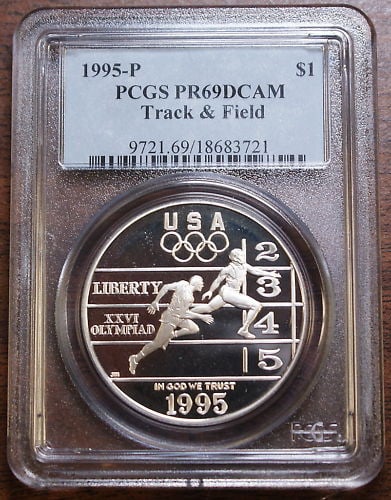 1995-P $1
PCGS PR69DCAM
Track & Field
9721.69/18683721
USA
2
LIBERTY 3
XXVI 4
OLYMPIAD
5
IN GOD WE TRUST
1995
PCGS